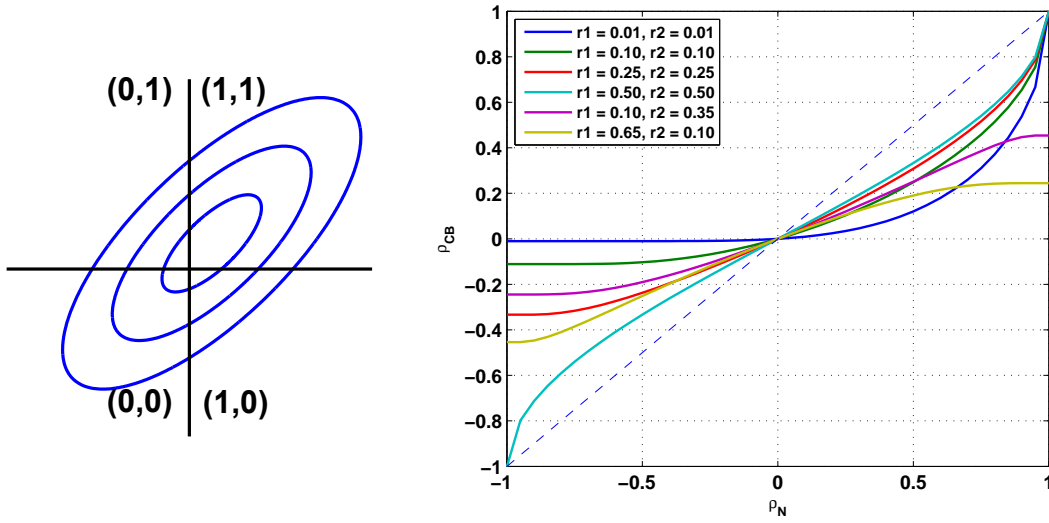 (0,1) (1,1)
(0,0) (1,0)
r1 = 0.01, r2 = 0.01
r1 = 0.10, r2 = 0.10
r1 = 0.25, r2 = 0.25
r1 = 0.50, r2 = 0.50
r1 = 0.10, r2 = 0.35
r1 = 0.65, r2 = 0.10
1
0.8
0.6
0.4
0.2
0
−0.2
−0.4
−0.6
−0.8
−1
ρCB
−1 −0.5 0 0.5 1
ρN